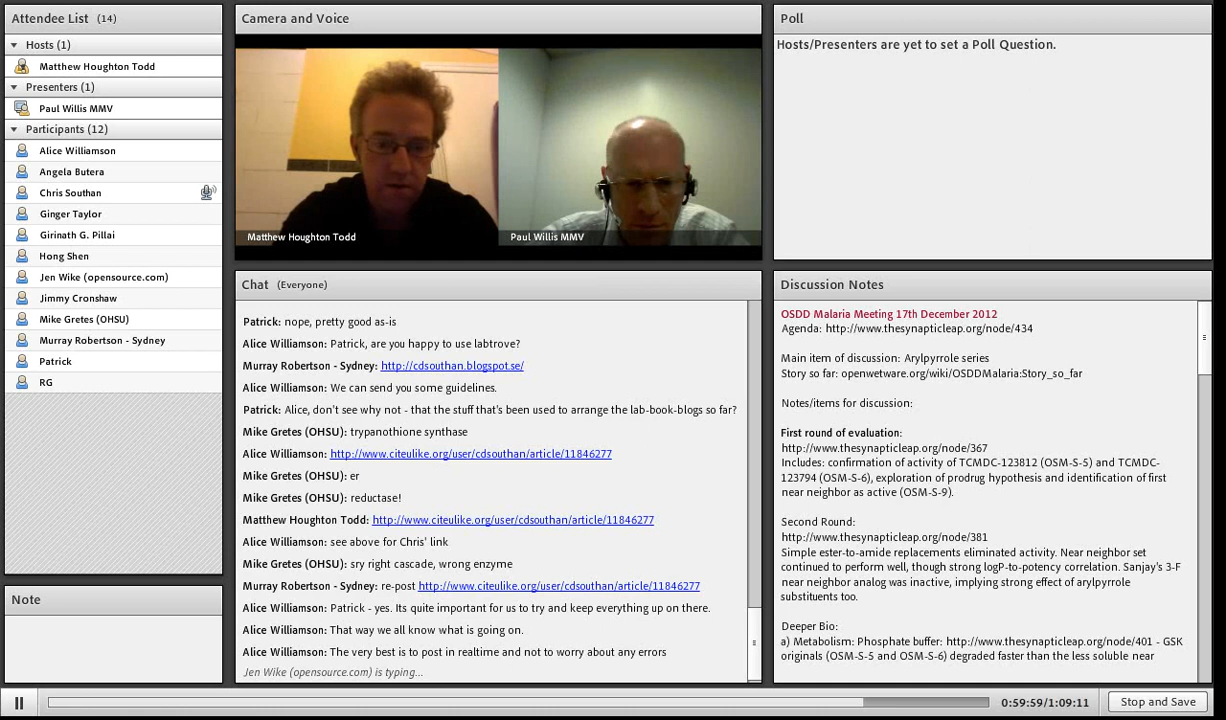 Attendee List (14)
Hosts (1)
Matthew Houghton Todd
Presenters (1)
Paul Willis MMV
Participants (12)
Alice Williamson
Angela Butera
Chris Southan
Ginger Taylor
Girinath G. Pillai
Hong Shen
Jen Wike (opensource.com)
Jimmy Cronshaw
Mike Gretes (OHSU)
Murray Robertson - Sydney
Patrick
RG
Note
Camera and Voice
Matthew Houghton Todd
Paul Willis MMV
Chat (Everyone)
Patrick: nope, pretty good as-is
Alice Williamson: Patrick, are you happy to use labtrove?
Murray Robertson - Sydney: http://cdsouthan.blogspot.se/
Alice Williamson: We can send you some guidelines.
Patrick: Alice, don't see why not - that the stuff that's been used to arrange the lab-book-blogs so far?
Mike Gretes (OHSU): trypanothione synthase
Alice Williamson: http://www.citeulike.org/user/cdsouthan/article/11846277
Mike Gretes (OHSU): er
Mike Gretes (OHSU): reductase!
Matthew Houghton Todd: http://www.citeulike.org/user/cdsouthan/article/11846277
Alice Williamson: see above for Chris' link
Mike Gretes (OHSU): sry right cascade, wrong enzyme
Murray Robertson - Sydney: re-post http://www.citeulike.org/user/cdsouthan/article/11846277
Alice Williamson: Patrick - yes. Its quite important for us to try and keep everything up on there.
Alice Williamson: That way we all know what is going on.
Alice Williamson: The very best is to post in realtime and not to worry about any errors
Jen Wike (opensource.com) is typing...
Poll
Hosts/Presenters are yet to set a Poll Question.
Discussion Notes
OSDD Malaria Meeting 17th December 2012
Agenda: http://www.thesynapticleap.org/node/434
Main item of discussion: Arylpyrrole series
Story so far: openwetware.org/wiki/OSDDMalaria:Story_so_far
Notes/items for discussion:
First round of evaluation:
http://www.thesynapticleap.org/node/367
Includes: confirmation of activity of TCMDC-123812 (OSM-S-5) and TCMDC-
123794 (OSM-S-6), exploration of prodrug hypothesis and identification of first
near neighbor as active (OSM-S-9).
Second Round:
http://www.thesynapticleap.org/node/381
Simple ester-to-amide replacements eliminated activity. Near neighbor set
continued to perform well, though strong logP-to-potency correlation. Sanjay's 3-F
near neighbor analog was inactive, implying strong effect of arylpyrrole
substituents too.
Deeper Bio:
a) Metabolism: Phosphate buffer: http://www.thesynapticleap.org/node/401 - GSK
originals (OSM-S-5 and OSM-S-6) degraded faster than the less soluble near
0:59:59/1:09:11
Stop and Save